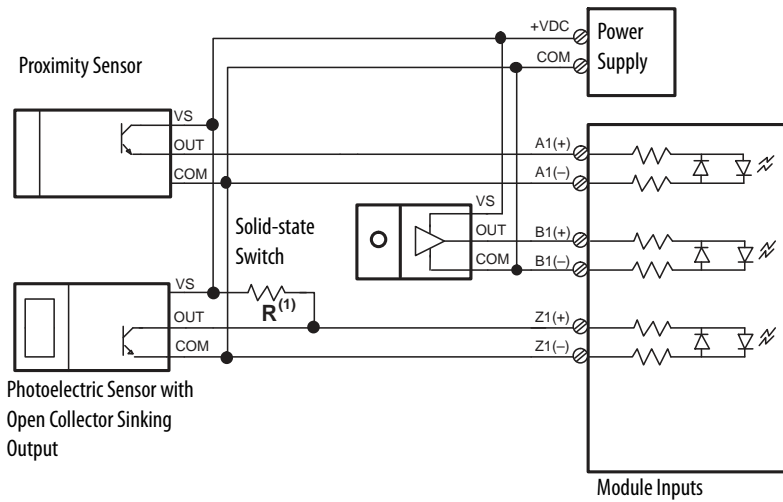 +VDC
Power
Supply
COM
Proximity Sensor
VS
OUT
COM
A1(+)
A1(–)
VS
OUT
COM
B1(+)
B1(–)
Solid-state
Switch
VS
R(1)
OUT
COM
Z1(+)
Z1(–)
Photoelectric Sensor with
Open Collector Sinking
Output
Module Inputs